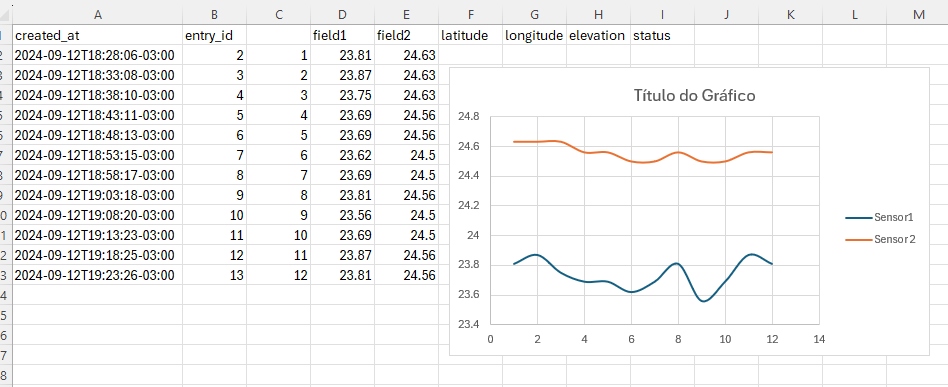 A B C D E F G H I J K L M
created_at entry_id field1 field2 latitude longitude elevation status
2 2024-09-12T18:28:06-03:00 2 1 23.81 24.63
3 2024-09-12T18:33:08-03:00 3 2 23.87 24.63
4 2024-09-12T18:38:10-03:00 4 3 23.75 24.63
5 2024-09-12T18:43:11-03:00 5 4 23.69 24.56
6 2024-09-12T18:48:13-03:00 6 5 23.69 24.56
7 2024-09-12T18:53:15-03:00 7 6 23.62 24.5
8 2024-09-12T18:58:17-03:00 8 7 23.69 24.5
9 2024-09-12T19:03:18-03:00 9 8 23.81 24.56
0 2024-09-12T19:08:20-03:00 10 9 23.56 24.5
1 2024-09-12T19:13:23-03:00 11 10 23.69 24.5
2 2024-09-12T19:18:25-03:00 12 11 23.87 24.56
3 2024-09-12T19:23:26-03:00 13 12 23.81 24.56
4
5
6
7
8
Título do Gráfico
24.8
24.6
24.4
24.2
24
23.8
23.6
23.4
0 2 4 6 8 10 12 14
Sensor1
Sensor2